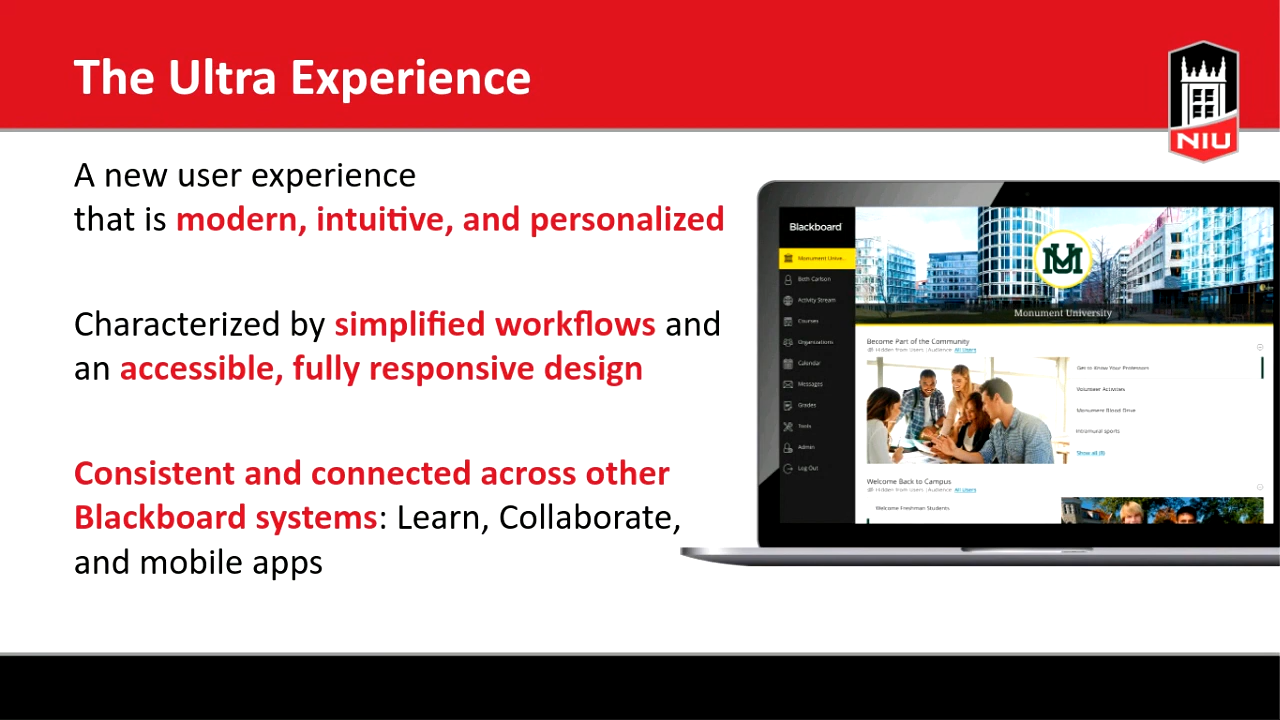 The Ultra Experience
NIU
A new user experience
that is modern, intuitive, and personalized
Characterized by simplified workflows and
an accessible, fully responsive design
Consistent and connected across other
Blackboard systems: Learn, Collaborate,
and mobile apps
Blackboard
Monument Unive...
Beth Carlson
Activity Stream
Courses
Organizations
Calendar
Messages
Grades
Tools
Admin
Log Out
Monument University
Become Part of the Community
Hidden from Users | Audience: All Users
Get to Know Your Professors
Volunteer Activities
Monument Blood Drive
Intramural Sports
Show all (8)
Welcome Back to Campus
Hidden from Users | Audience: All Users
Welcome Freshman Students